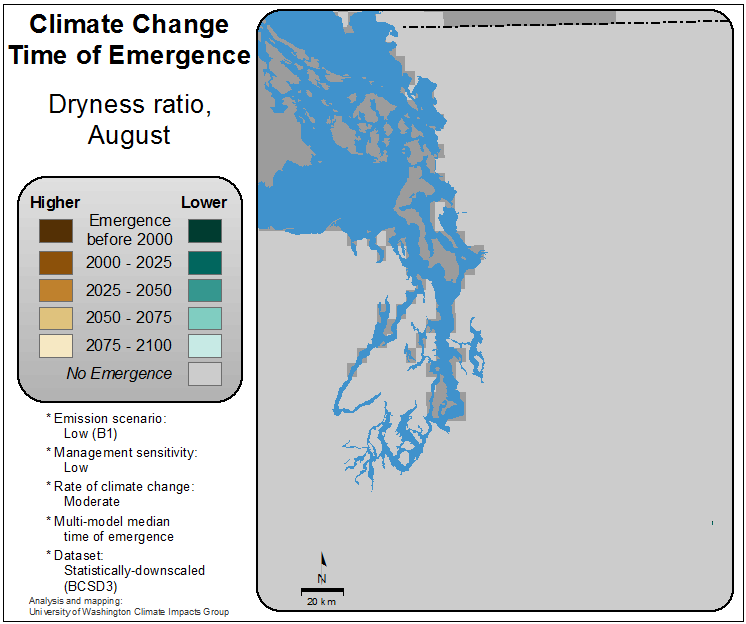 Climate Change
Time of Emergence
Dryness ratio,
August
Higher Lower
Emergence
before 2000
2000 - 2025
2025 - 2050
2050 - 2075
2075 - 2100
No Emergence
* Emission scenario:
Low (B1)
* Management sensitivity:
Low
* Rate of climate change:
Moderate
* Multi-model median
time of emergence
* Dataset:
Statistically-downscaled
(BCSD3)
Analysis and mapping:
University of Washington Climate Impacts Group
N
20 km